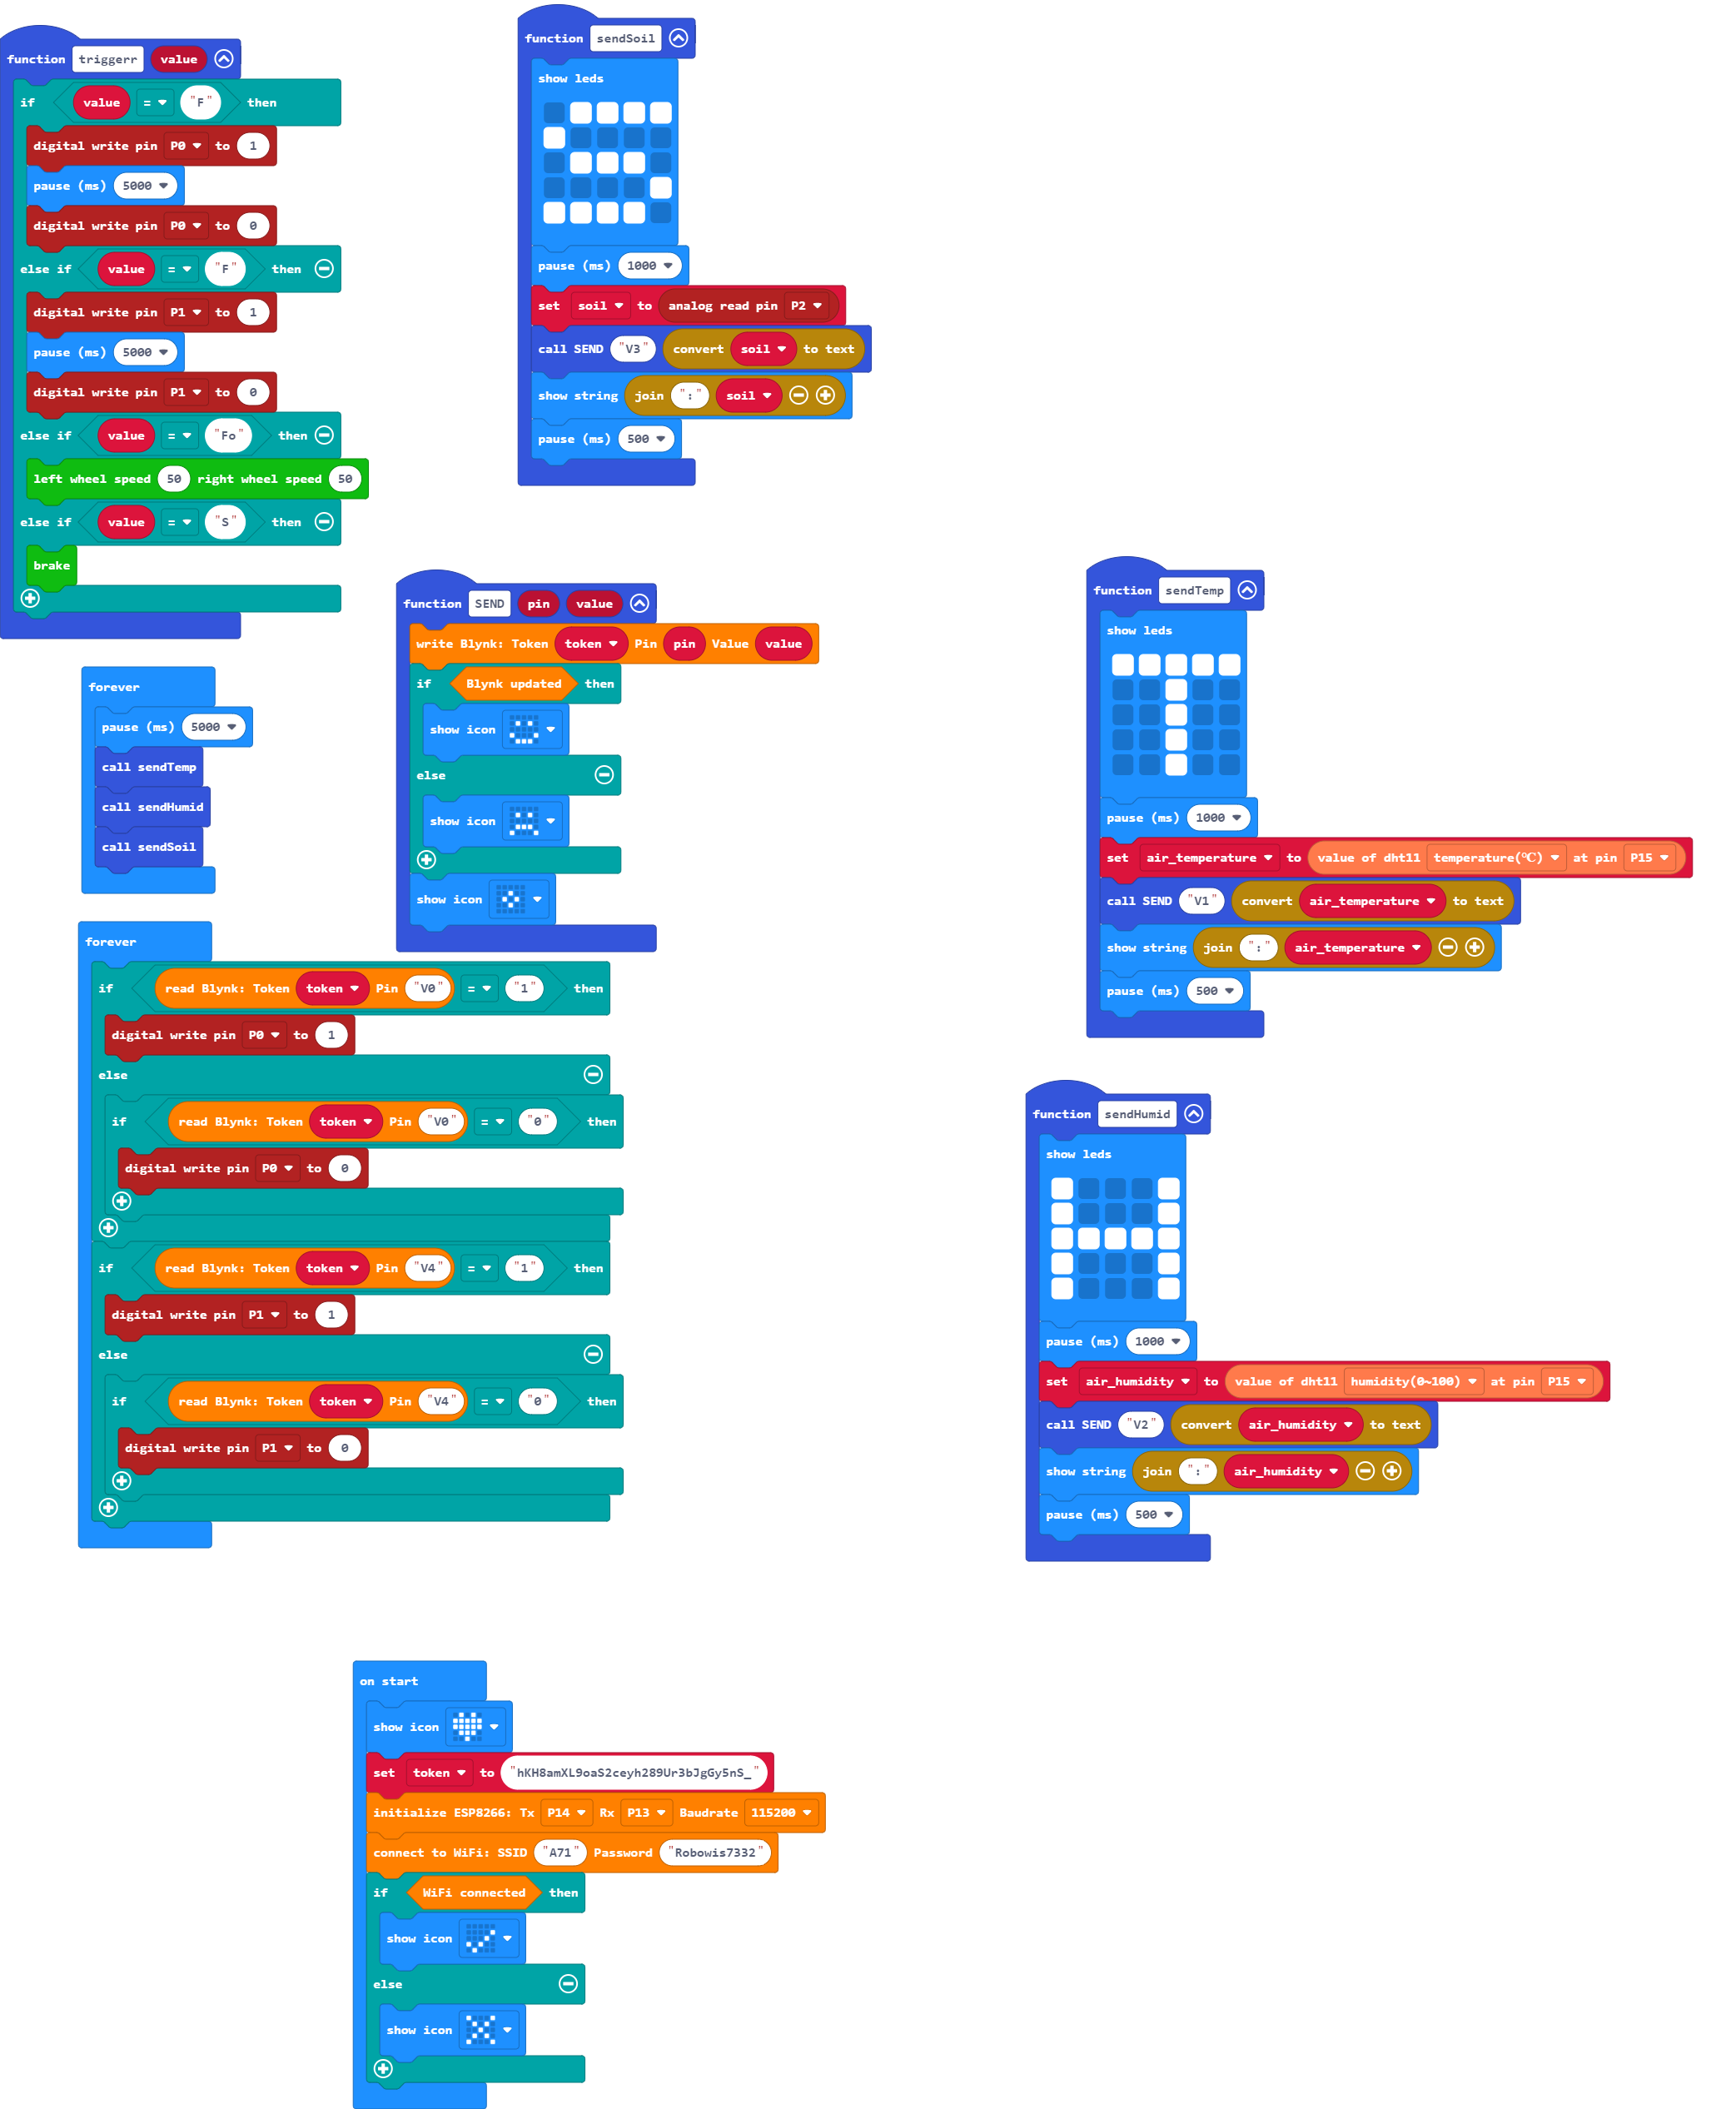 function triggerr value
if value = "F" then
digital write pin P0 to 1
pause (ms) 5000
digital write pin P0 to 0
else if value = "F" then
digital write pin P1 to 1
pause (ms) 5000
digital write pin P1 to 0
else if value = "Fo" then
left wheel speed 50 right wheel speed 50
else if value = "S" then
brake
function sendSoil
show leds
pause (ms) 1000
set soil to analog read pin P2
call SEND "V3" convert soil to text
show string join ":" soil
pause (ms) 500
forever
pause (ms) 5000
call sendTemp
call sendHumid
call sendSoil
function SEND pin value
write Blynk: Token token Pin pin Value value
if Blynk updated then
show icon
else
show icon
show icon
function sendTemp
show leds
pause (ms) 1000
set air_temperature to value of dht11 temperature(℃) at pin P15
call SEND "V1" convert air_temperature to text
show string join ":" air_temperature
pause (ms) 500
forever
if read Blynk: Token token Pin "V0" = "1" then
digital write pin P0 to 1
else
if read Blynk: Token token Pin "V0" = "0" then
digital write pin P0 to 0
if read Blynk: Token token Pin "V4" = "1" then
digital write pin P1 to 1
else
if read Blynk: Token token Pin "V4" = "0" then
digital write pin P1 to 0
function sendHumid
show leds
pause (ms) 1000
set air_humidity to value of dht11 humidity(0~100) at pin P15
call SEND "V2" convert air_humidity to text
show string join ":" air_humidity
pause (ms) 500
on start
show icon
set token to "hKH8amXL9oaS2ceyh289Ur3bJgGy5nS_"
initialize ESP8266: Tx P14 Rx P13 Baudrate 115200
connect to WiFi: SSID "A71" Password "Robowis7332"
if WiFi connected then
show icon
else
show icon